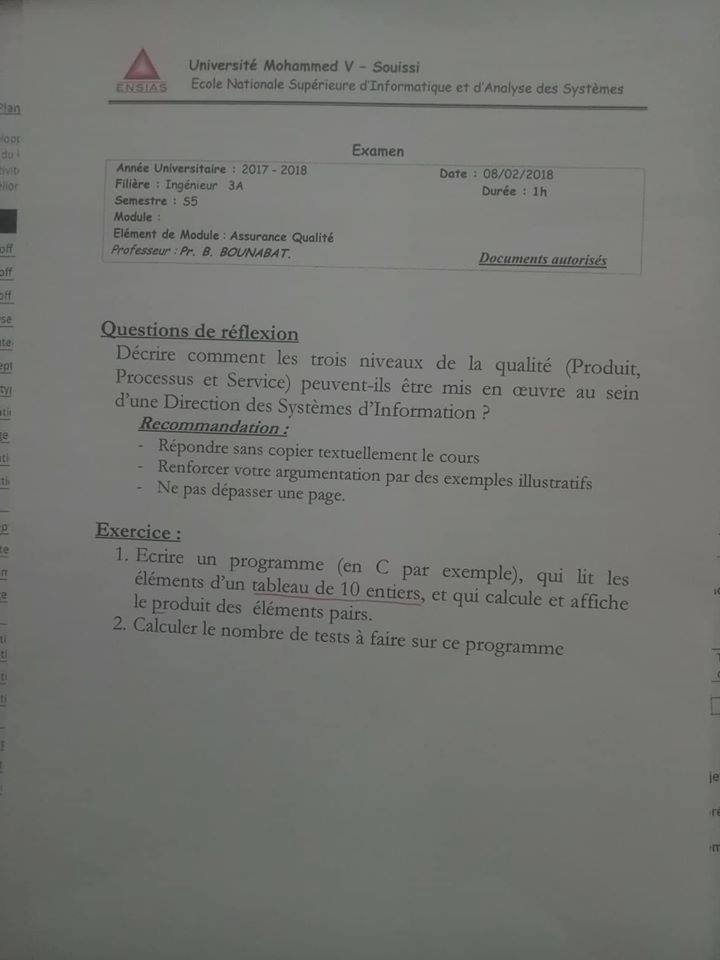 Université Mohammed V - Souissi
ENSIAS
Ecole Nationale Supérieure d'Informatique et d'Analyse des Systèmes
Plan
Examen
Année Universitaire : 2017 - 2018
Date : 08/02/2018
Filière : Ingénieur 3A
Durée : 1h
Semestre : S5
Module :
Elément de Module : Assurance Qualité
Professeur : Pr. B. BOUNABAT.
Documents autorisés
Questions de réflexion
Décrire comment les trois niveaux de la qualité (Produit,
Processus et Service) peuvent-ils être mis en œuvre au sein
d'une Direction des Systèmes d'Information ?
Recommandation :
- Répondre sans copier textuellement le cours
- Renforcer votre argumentation par des exemples illustratifs
- Ne pas dépasser une page.
Exercice :
1. Ecrire un programme (en C par exemple), qui lit les
éléments d'un tableau de 10 entiers, et qui calcule et affiche
le produit des éléments pairs.
2. Calculer le nombre de tests à faire sur ce programme